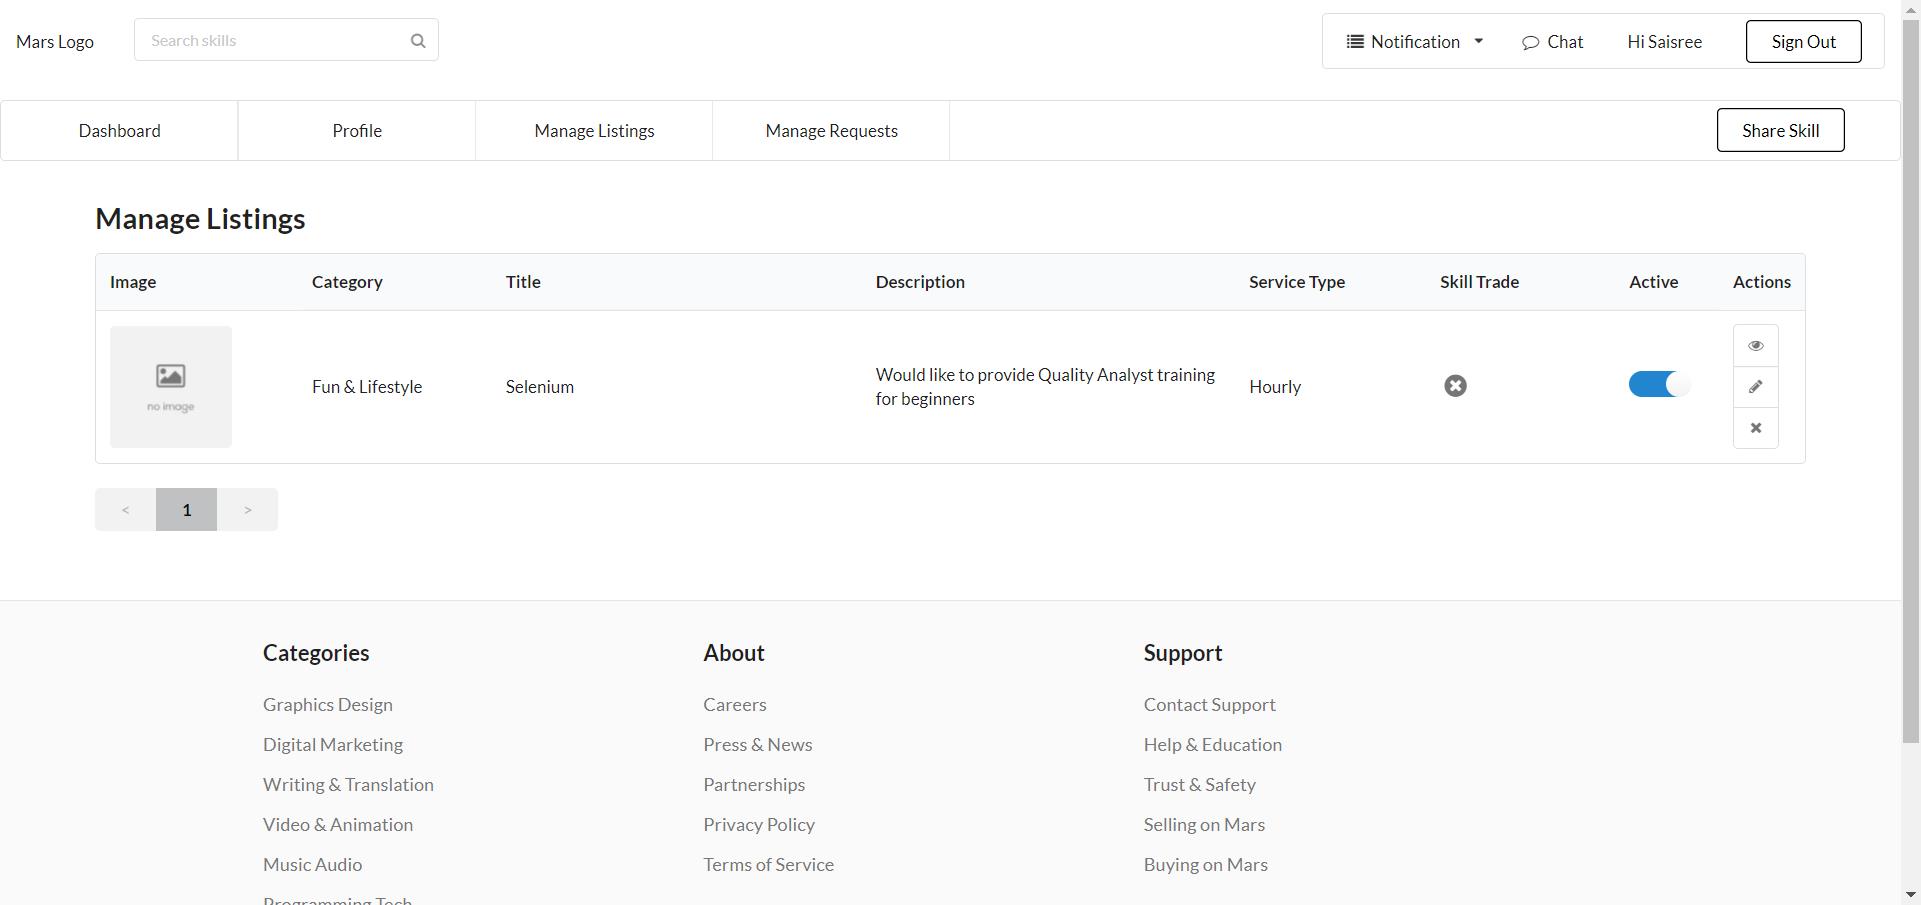 Mars Logo
Search skills
Notification
Chat
Hi Saisree
Sign Out
Dashboard
Profile
Manage Listings
Manage Requests
Share Skill
Manage Listings
Image
Category
Title
Description
Service Type
Skill Trade
Active
Actions
no image
Fun & Lifestyle
Selenium
Would like to provide Quality Analyst training
for beginners
Hourly
<
1
>
Categories
Graphics Design
Digital Marketing
Writing & Translation
Video & Animation
Music Audio
Programming Tech
About
Careers
Press & News
Partnerships
Privacy Policy
Terms of Service
Support
Contact Support
Help & Education
Trust & Safety
Selling on Mars
Buying on Mars